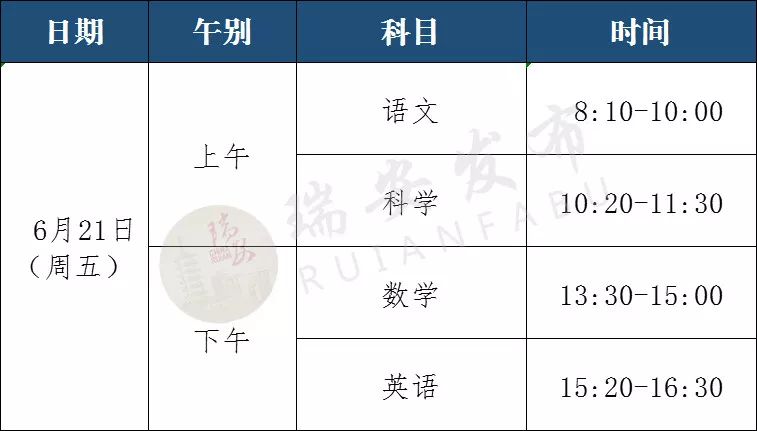 日期 午别 科目 时间
6月21日
（周五）
上午
语文 8:10-10:00
科学 10:20-11:30
下午
数学 13:30-15:00
英语 15:20-16:30
瑞安发布
RUIANFABU
瑞安